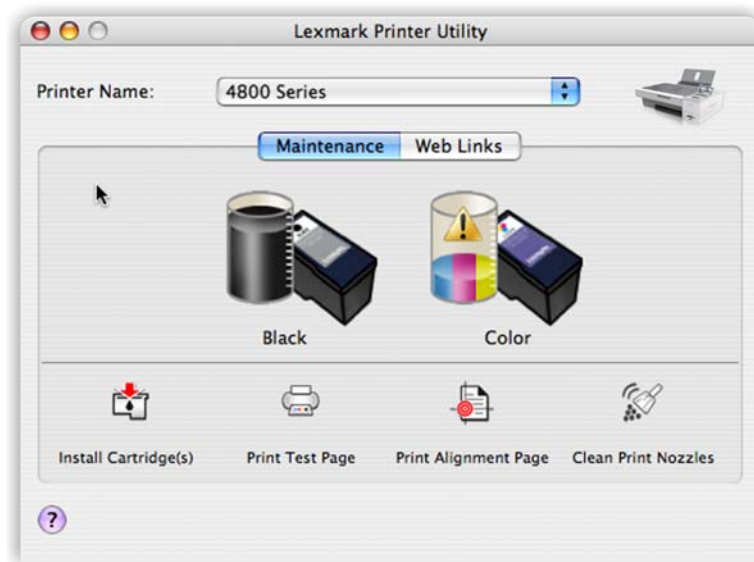 Lexmark Printer Utility
Printer Name:
4800 Series
Maintenance
Web Links
Black
Color
Install Cartridge(s)
Print Test Page
Print Alignment Page
Clean Print Nozzles
?